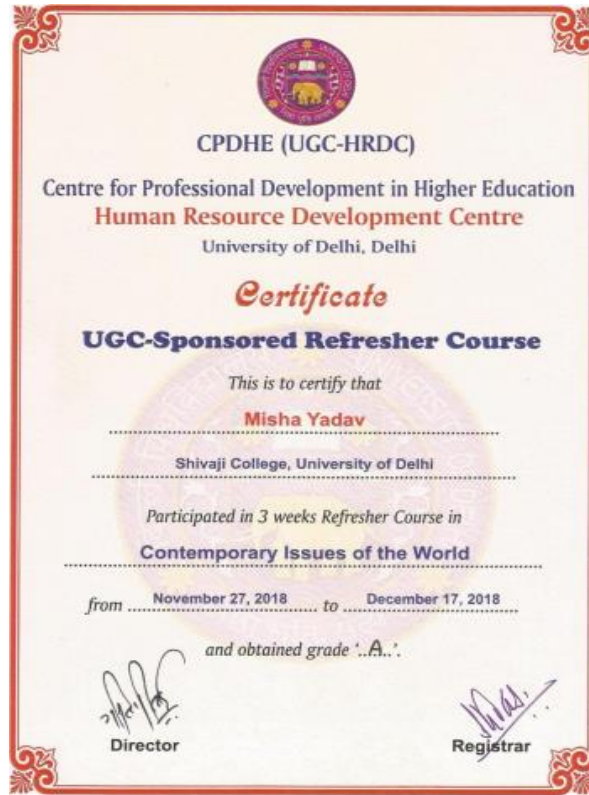 CPDHE (UGC-HRDC)
Centre for Professional Development in Higher Education
Human Resource Development Centre
University of Delhi, Delhi
Certificate
UGC-Sponsored Refresher Course
This is to certify that
Misha Yadav
Shivaji College, University of Delhi
Participated in 3 weeks Refresher Course in
Contemporary Issues of the World
from November 27, 2018 to December 17, 2018
and obtained grade '..A..'.
Director Registrar